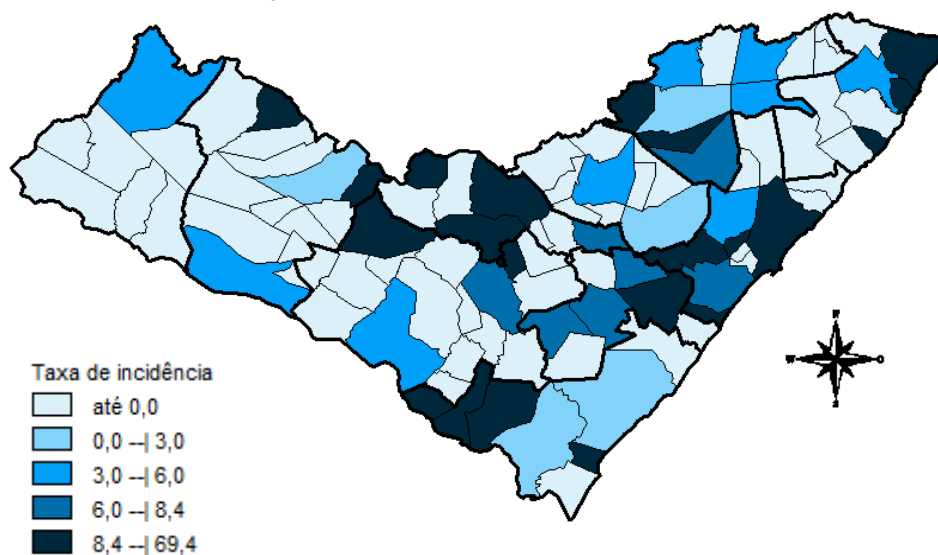 N
W
O
S
Taxa de incidência
até 0,0
0,0 --| 3,0
3,0 --| 6,0
6,0 --| 8,4
8,4 --| 69,4